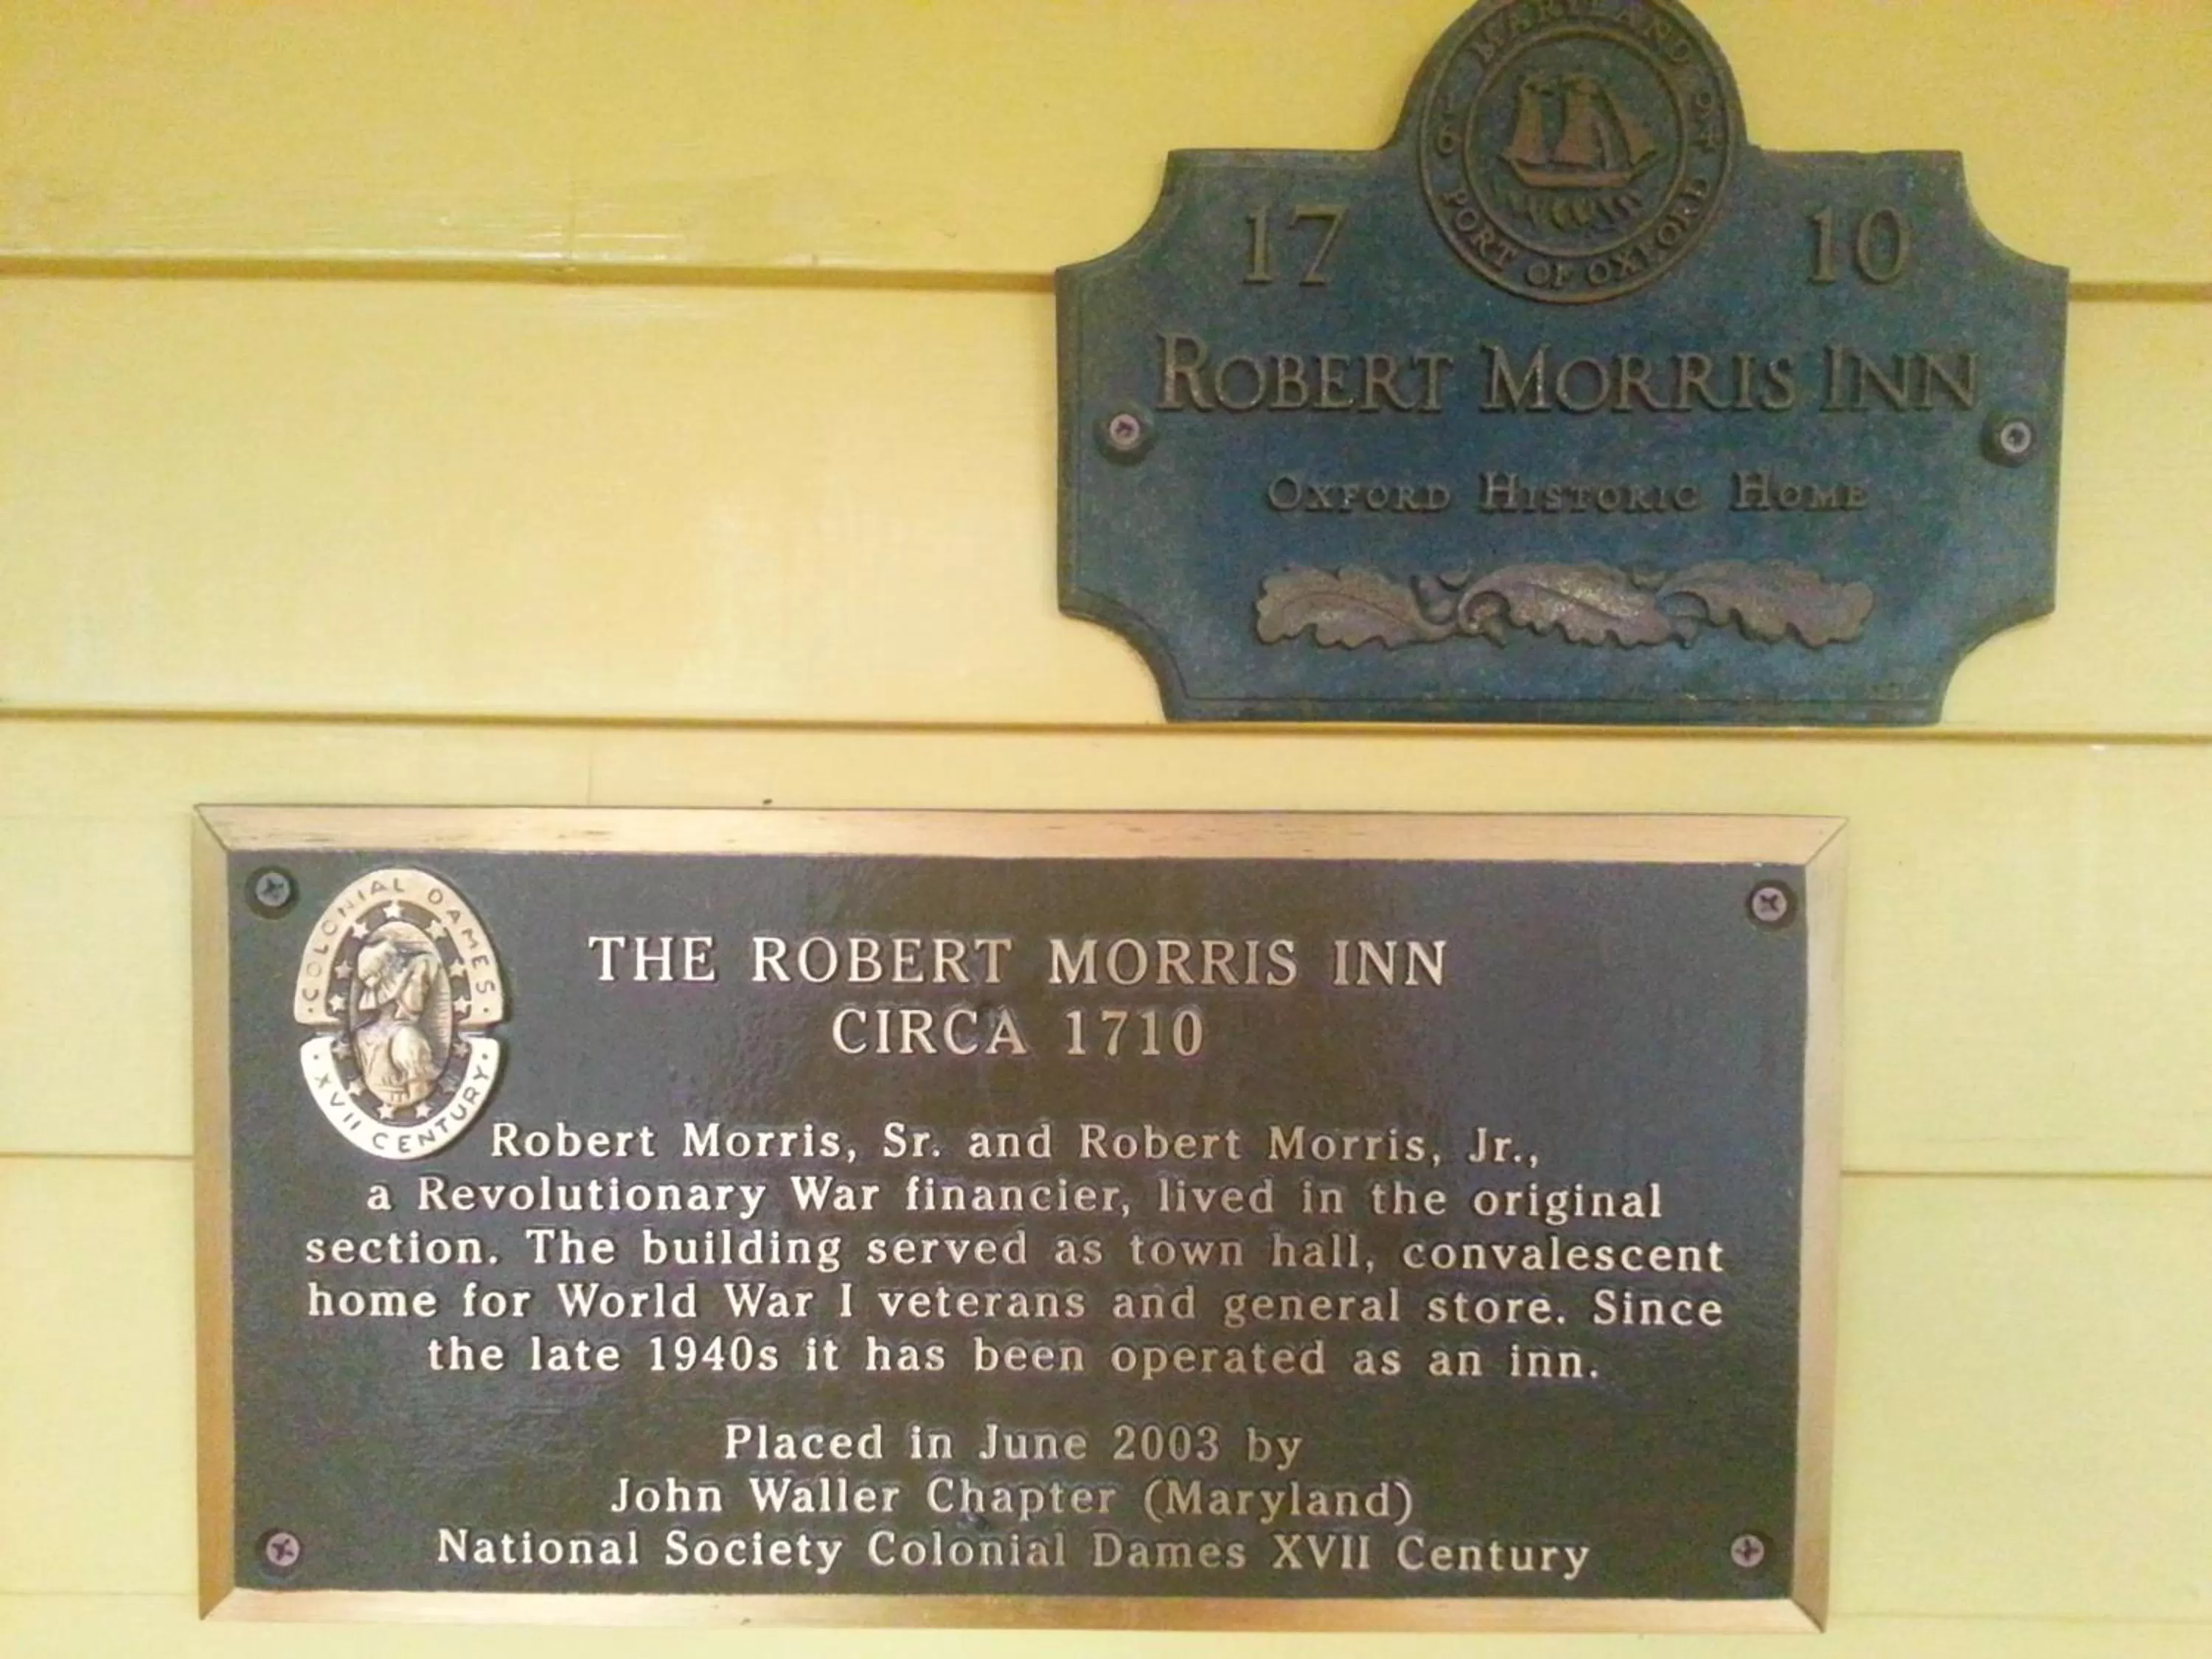 MARYLAND
16 94
PORT OF OXFORD
17 10
ROBERT MORRIS INN
OXFORD HISTORIC HOME
COLONIAL DAMES
XVII CENTURY
THE ROBERT MORRIS INN
CIRCA 1710
Robert Morris, Sr. and Robert Morris, Jr.,
a Revolutionary War financier, lived in the original
section. The building served as town hall, convalescent
home for World War I veterans and general store. Since
the late 1940s it has been operated as an inn.
Placed in June 2003 by
John Waller Chapter (Maryland)
National Society Colonial Dames XVII Century